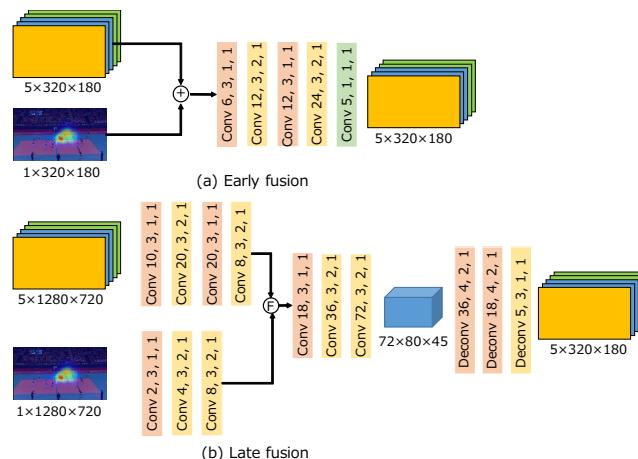 5×320×180
1×320×180
+
Conv 6, 3, 1, 1
Conv 12, 3, 2, 1
Conv 12, 3, 1, 1
Conv 24, 3, 2, 1
Conv 5, 1, 1, 1
5×320×180
(a) Early fusion
5×1280×720
1×1280×720
Conv 10, 3, 1, 1
Conv 20, 3, 2, 1
Conv 20, 3, 1, 1
Conv 8, 3, 2, 1
Conv 2, 3, 1, 1
Conv 4, 3, 2, 1
Conv 8, 3, 2, 1
F
Conv 18, 3, 1, 1
Conv 36, 3, 2, 1
Conv 72, 3, 2, 1
72×80×45
Deconv 36, 4, 2, 1
Deconv 18, 4, 2, 1
Deconv 5, 3, 1, 1
5×320×180
(b) Late fusion